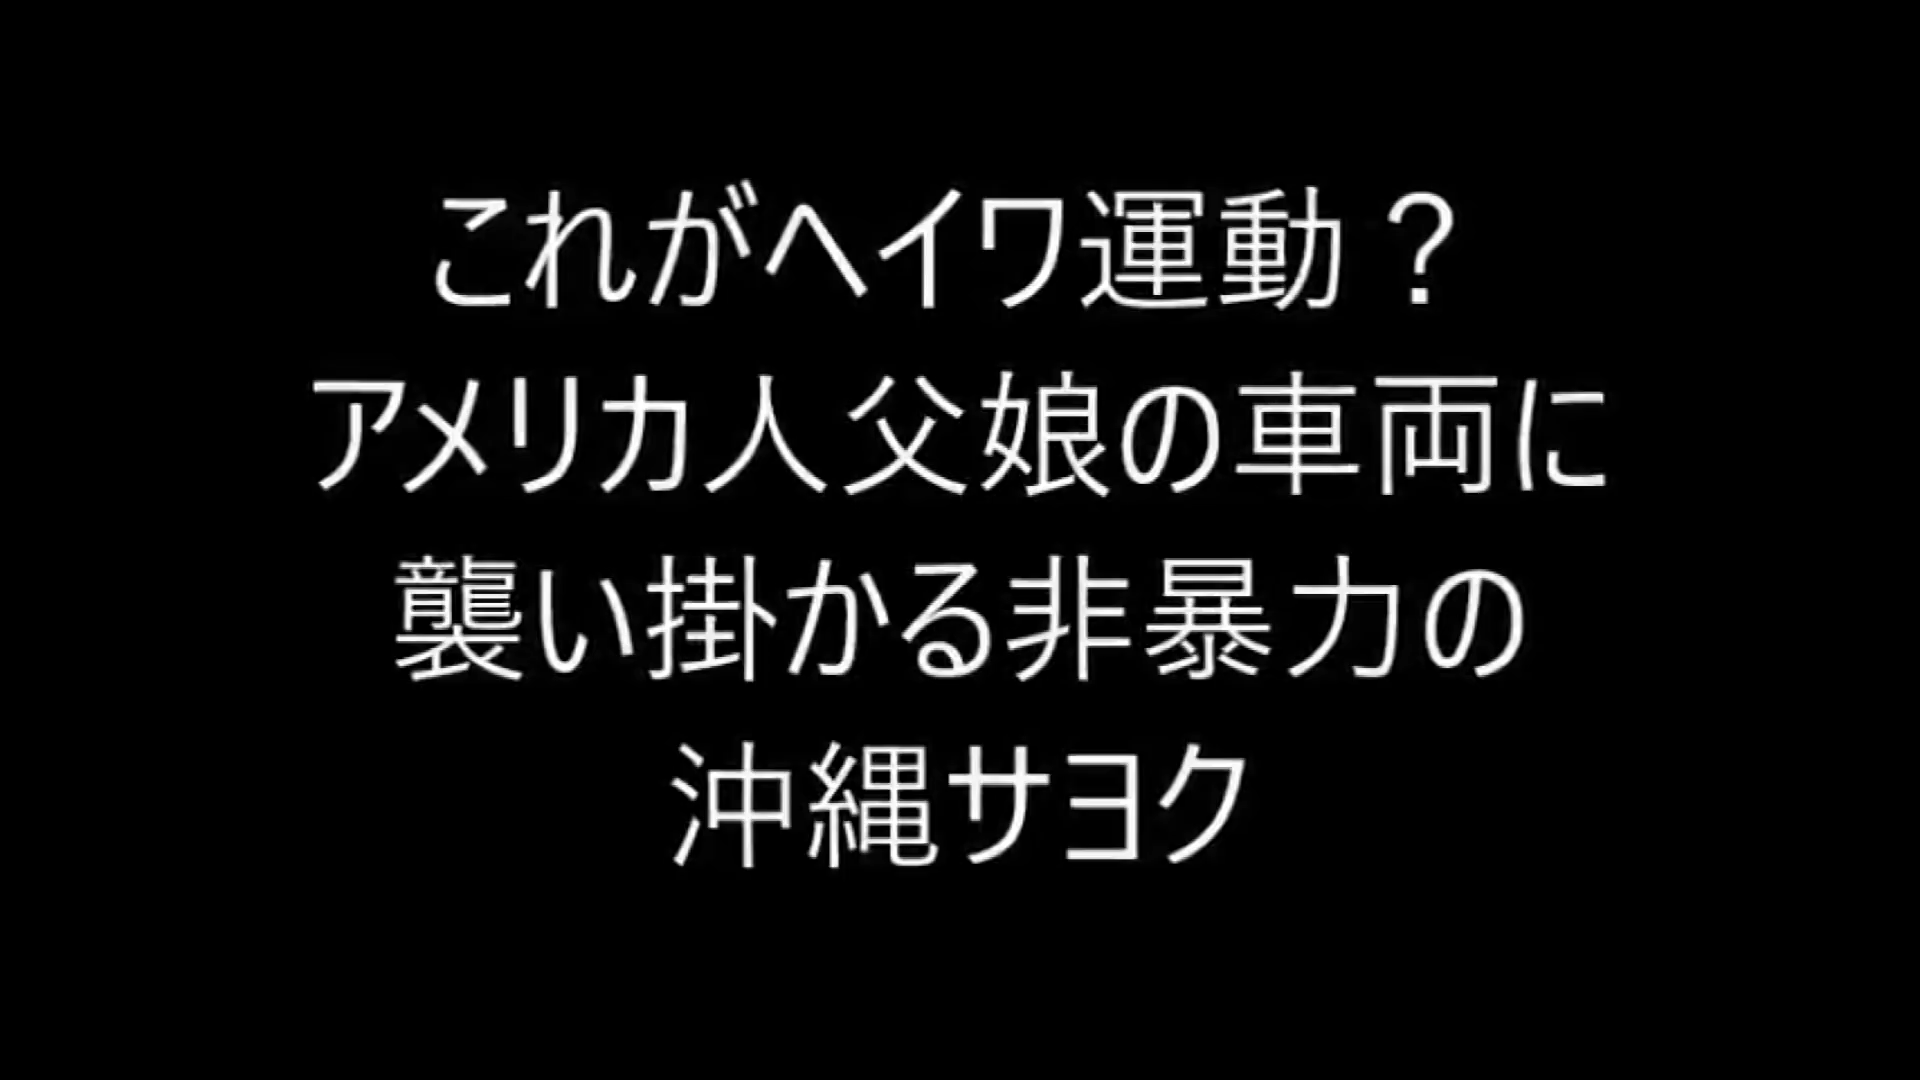 これがヘイワ運動？
アメリカ人父娘の車両に
襲い掛かる非暴力の
沖縄サヨク